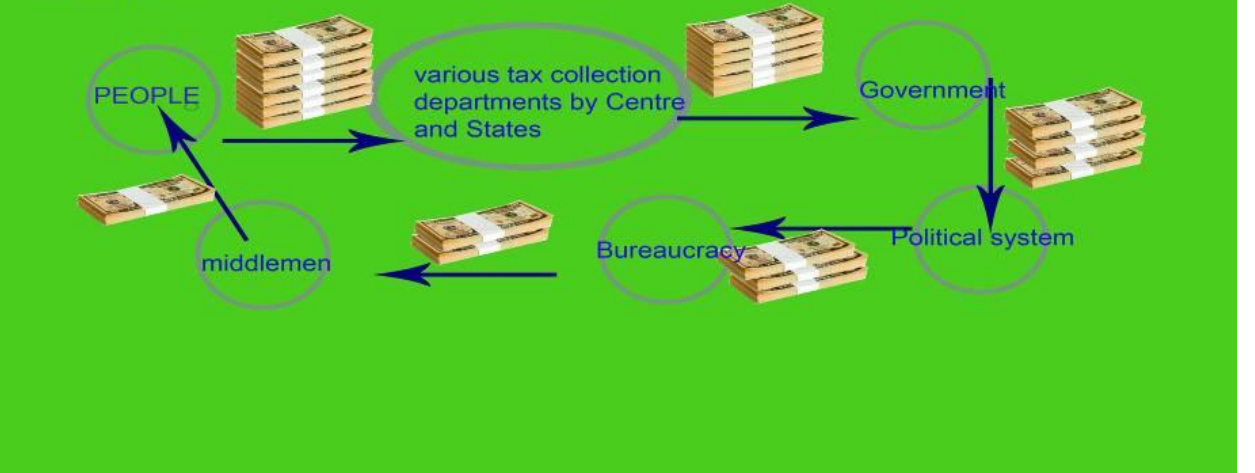 PEOPLE
various tax collection
departments by Centre
and States
Government
Political system
Bureaucracy
middlemen